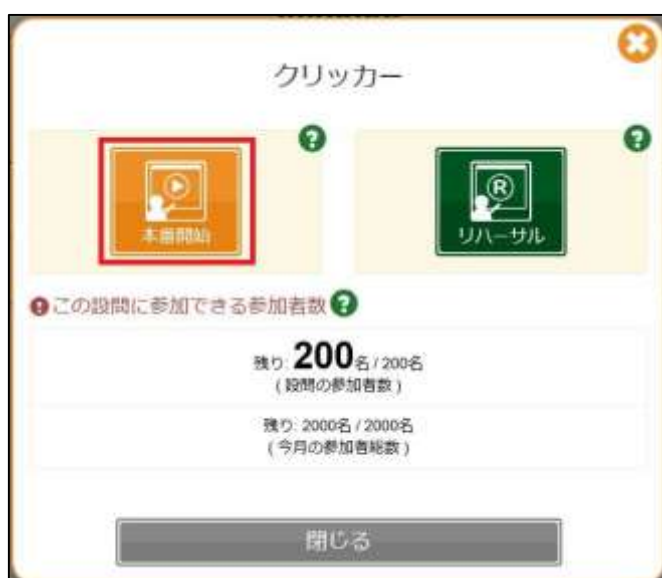 クリッカー
?
?
本番開始
R
リハーサル
! この設問に参加できる参加者数 ?
残り: 200名 / 200名
( 設問の参加者数 )
残り: 2000名 / 2000名
( 今月の参加者総数 )
閉じる